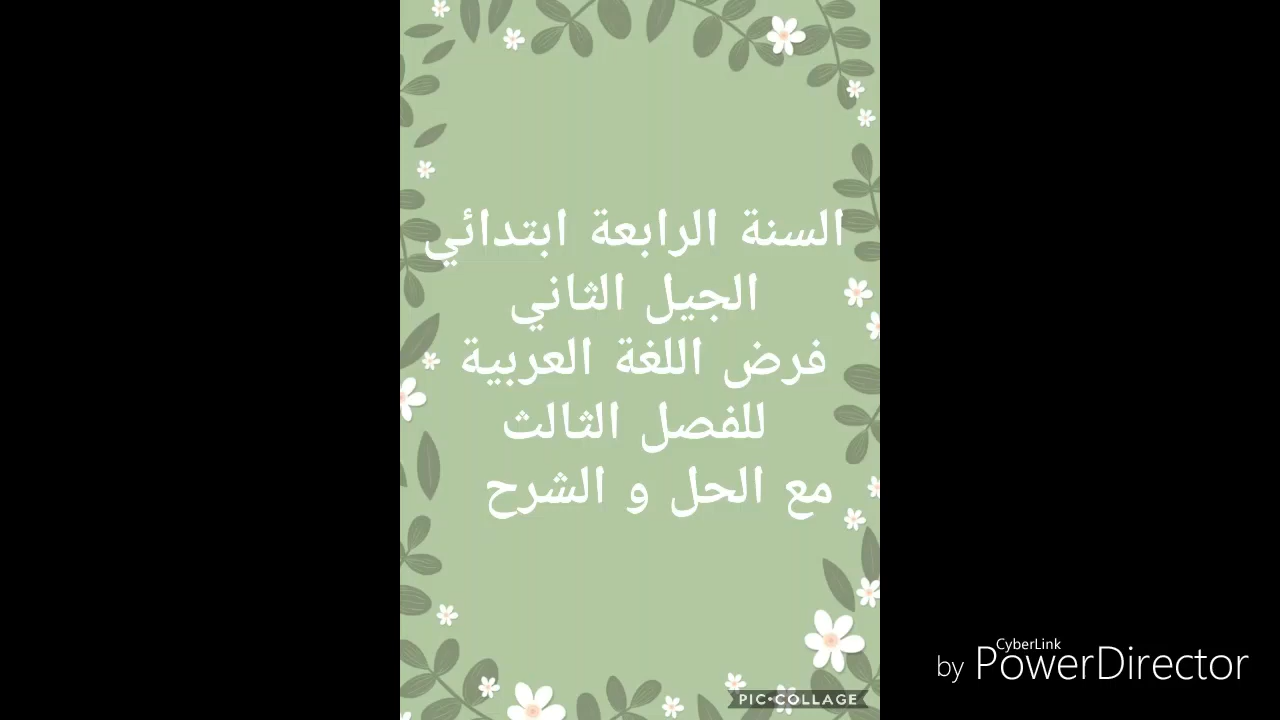 السنة الرابعة ابتدائي
الجيل الثاني
فرض اللغة العربية
للفصل الثالث
مع الحل و الشرح
CyberLink
by PowerDirector
PIC•COLLAGE